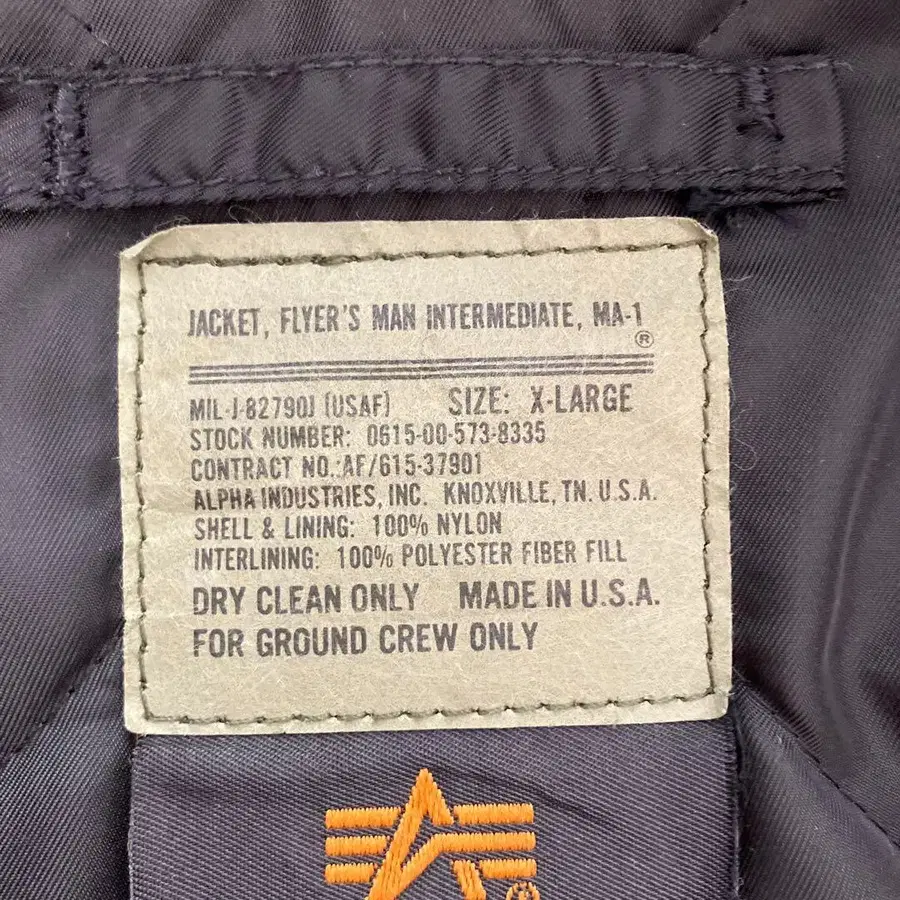 JACKET, FLYER'S MAN INTERMEDIATE, MA-1
®
MIL-J-82790J (USAF) SIZE: X-LARGE
STOCK NUMBER: 0615-00-573-8335
CONTRACT NO.:AF/615-37901
ALPHA INDUSTRIES, INC. KNOXVILLE, TN. U.S.A.
SHELL & LINING: 100% NYLON
INTERLINING: 100% POLYESTER FIBER FILL
DRY CLEAN ONLY MADE IN U.S.A.
FOR GROUND CREW ONLY
®